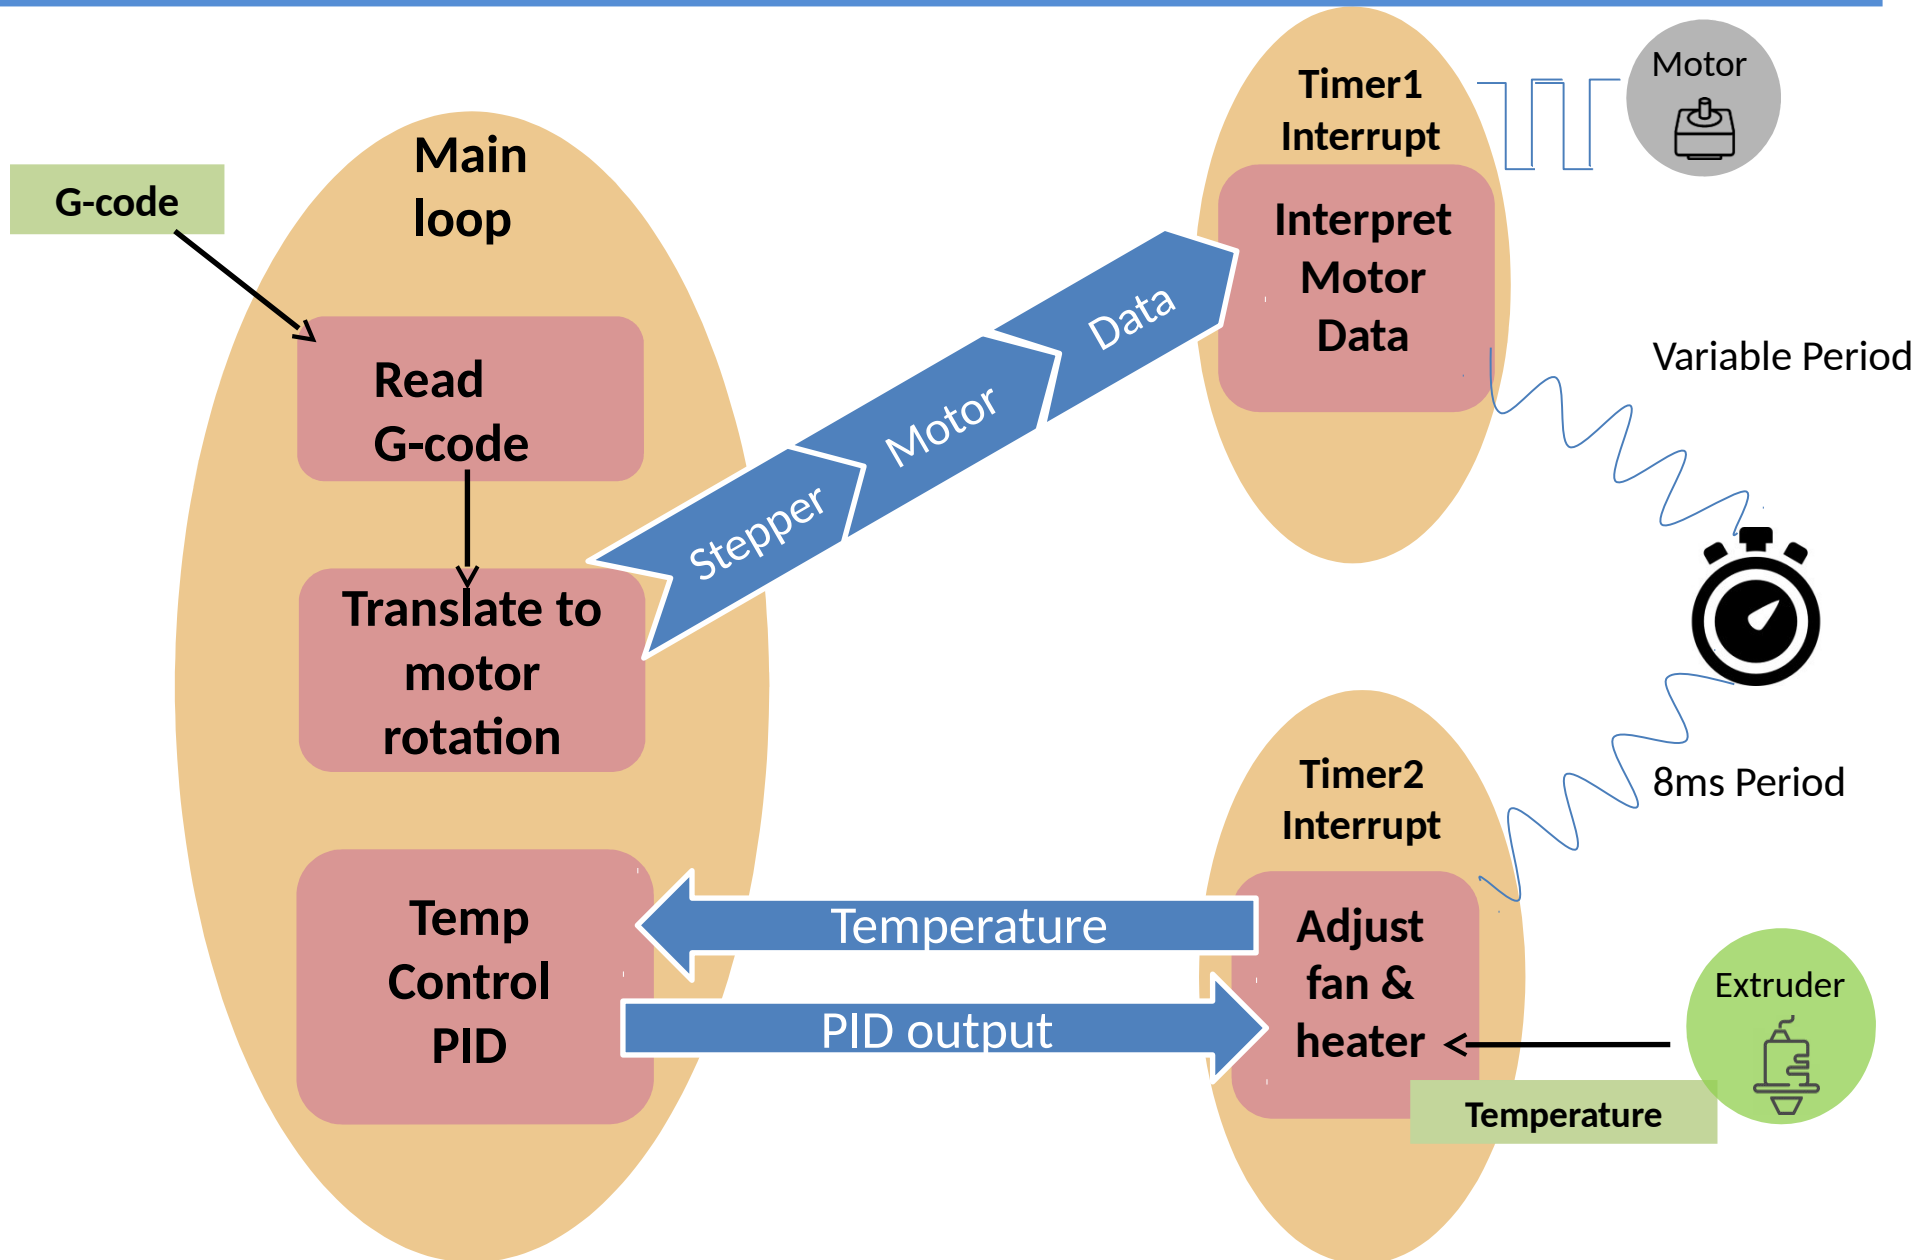 G-code
Main
loop
Read
G-code
Translate to
motor
rotation
Temp
Control
PID
Stepper
Motor
Data
Temperature
PID output
Timer1
Interrupt
Interpret
Motor
Data
Motor
Variable Period
8ms Period
Timer2
Interrupt
Adjust
fan &
heater
Extruder
Temperature